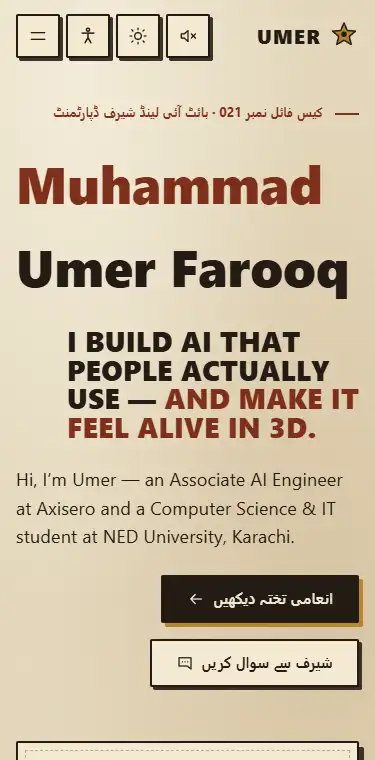 UMER
کیس فائل نمبر 021 · بائٹ آئی لینڈ شیرف ڈپارٹمنٹ
Muhammad
Umer Farooq
I BUILD AI THAT
PEOPLE ACTUALLY
USE — AND MAKE IT
FEEL ALIVE IN 3D.
Hi, I'm Umer — an Associate AI Engineer
at Axisero and a Computer Science & IT
student at NED University, Karachi.
انعامی تختہ دیکھیں ←
شیرف سے سوال کریں